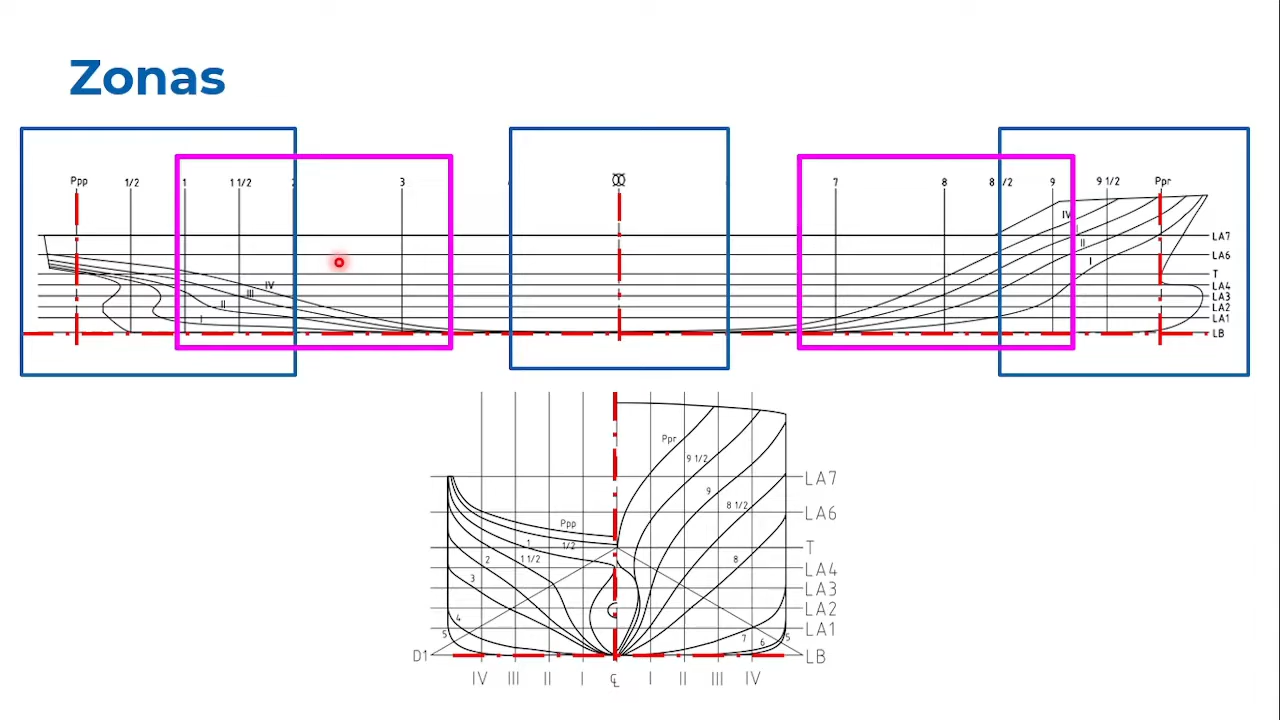 Zonas
Ppp 1/2 1 1 1/2 2 3 7 8 8 1/2 9 9 1/2 Ppr
IV
I
II LA7
I LA6
T
IV LA4
III LA3
II LA2
I LA1
LB
Ppr
9 1/2
LA7
9
8 1/2
LA6
Ppp
1 1/2 T
1 1/2 8
2 LA4
3 LA3
LA2
4 LA1
5 7 6 5
D1 LB
IV III II I CL I II III IV